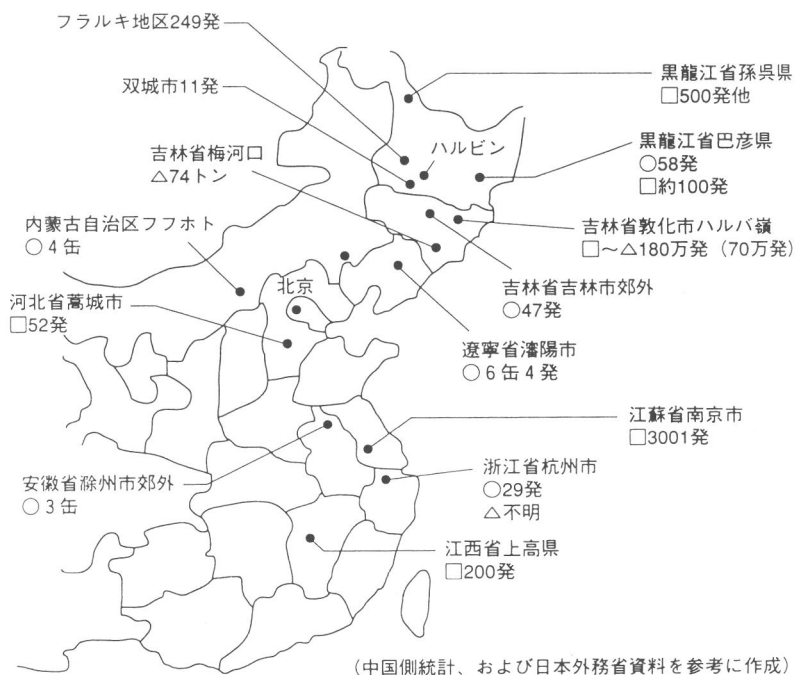 フラルキ地区249発
双城市11発
吉林省梅河口
△74トン
内蒙古自治区フフホト
○4缶
河北省藁城市
□52発
安徽省滁州市郊外
○3缶
ハルビン
北京
黒龍江省孫呉県
□500発他
黒龍江省巴彦県
○58発
□約100発
吉林省敦化市ハルバ嶺
□~△180万発（70万発）
吉林省吉林市郊外
○47発
遼寧省瀋陽市
○6缶4発
江蘇省南京市
□3001発
浙江省杭州市
○29発
△不明
江西省上高県
□200発
（中国側統計、および日本外務省資料を参考に作成）